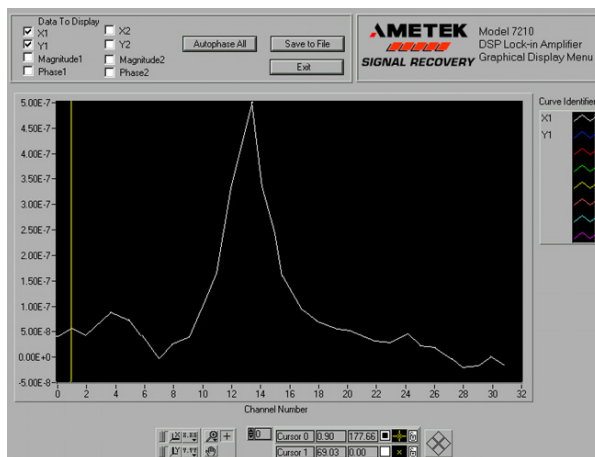 Data To Display
X1
X2
Y1
Y2
Magnitude1
Magnitude2
Phase1
Phase2
Autophase All
Save to File
Exit
AMETEK
SIGNAL RECOVERY
Model 7210
DSP Lock-in Amplifier
Graphical Display Menu
Curve Identifier
X1
Y1
5.00E-7
4.50E-7
4.00E-7
3.50E-7
3.00E-7
2.50E-7
2.00E-7
1.50E-7
1.00E-7
5.00E-8
0.00E+0
-5.00E-8
0 2 4 6 8 10 12 14 16 18 20 22 24 26 28 30 32
Channel Number
0
Cursor 0 0.90 177.66
Cursor 1 69.03 0.00